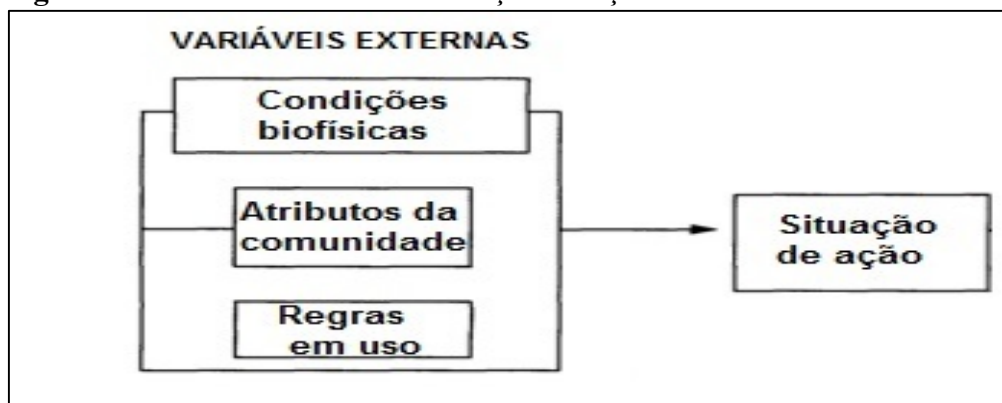 VARIÁVEIS EXTERNAS
Condições
biofísicas
Atributos da
comunidade
Regras
em uso
Situação
de ação